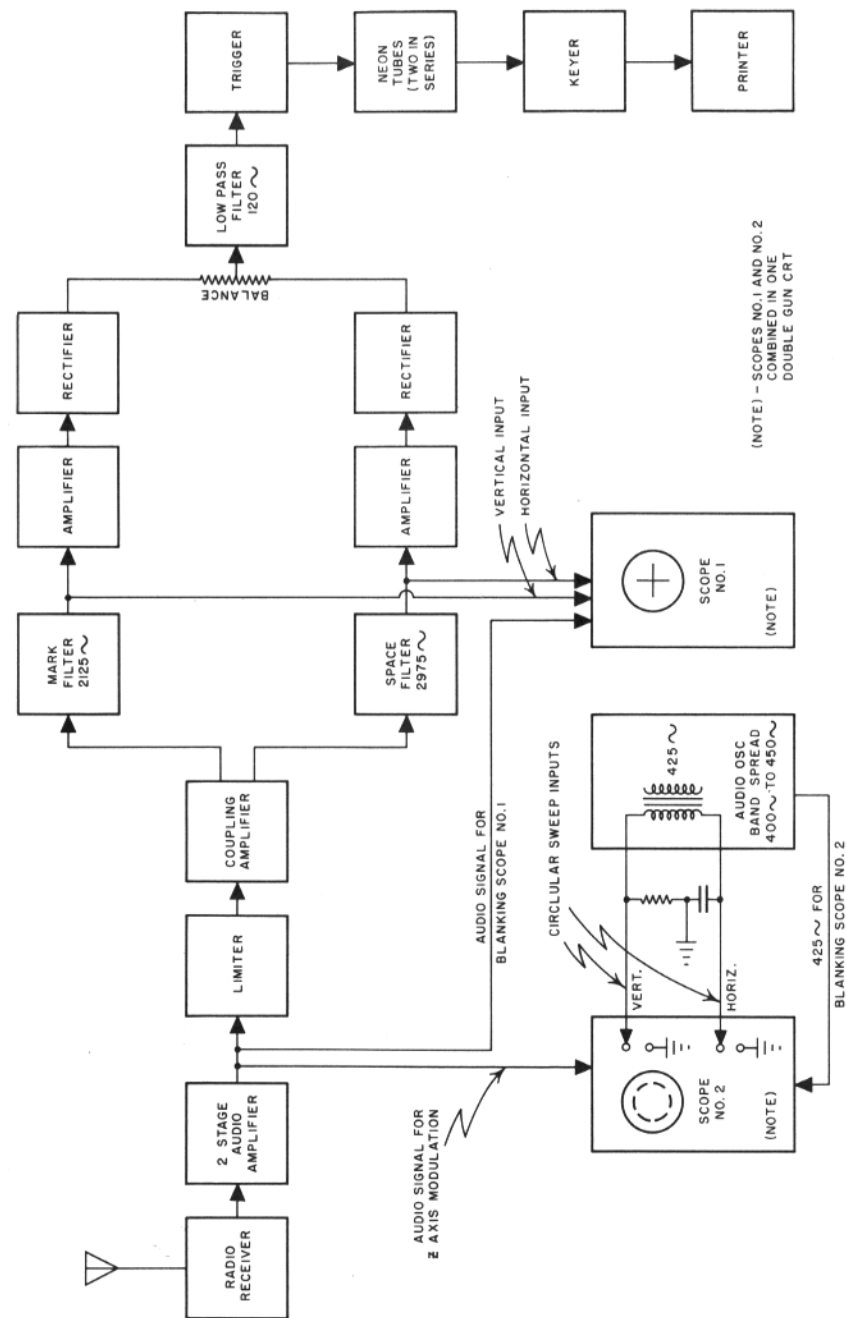 RADIO
RECEIVER
2 STAGE
AUDIO
AMPLIFIER
LIMITER
COUPLING
AMPLIFIER
MARK
FILTER
2125~
AMPLIFIER
RECTIFIER
SPACE
FILTER
2975~
AMPLIFIER
RECTIFIER
BALANCE
LOW PASS
FILTER
120~
TRIGGER
NEON
TUBES
(TWO IN
SERIES)
KEYER
PRINTER
AUDIO SIGNAL FOR
Z AXIS MODULATION
AUDIO SIGNAL FOR
BLANKING SCOPE NO.1
VERTICAL INPUT
HORIZONTAL INPUT
SCOPE
NO.2
(NOTE)
VERT.
HORIZ.
CIRCLULAR SWEEP INPUTS
425~
AUDIO OSC
BAND SPREAD
400~ TO 450~
425~ FOR
BLANKING SCOPE NO.2
SCOPE
NO.1
(NOTE)
(NOTE) - SCOPES NO.1 AND NO.2
COMBINED IN ONE
DOUBLE GUN CRT